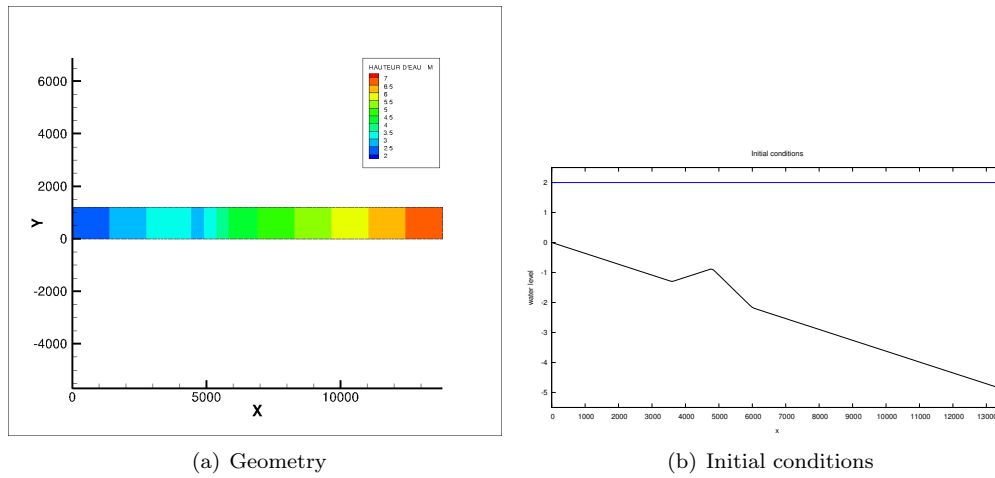 HAUTEUR D'EAU M
7
6.5
6
5.5
5
4.5
4
3.5
3
2.5
2
6000
4000
2000
0
-2000
-4000
Y
0 5000 10000
X
(a) Geometry
Initial conditions
2
1
0
-1
-2
-3
-4
-5
water level
0 1000 2000 3000 4000 5000 6000 7000 8000 9000 10000 11000 12000 13000
x
(b) Initial conditions